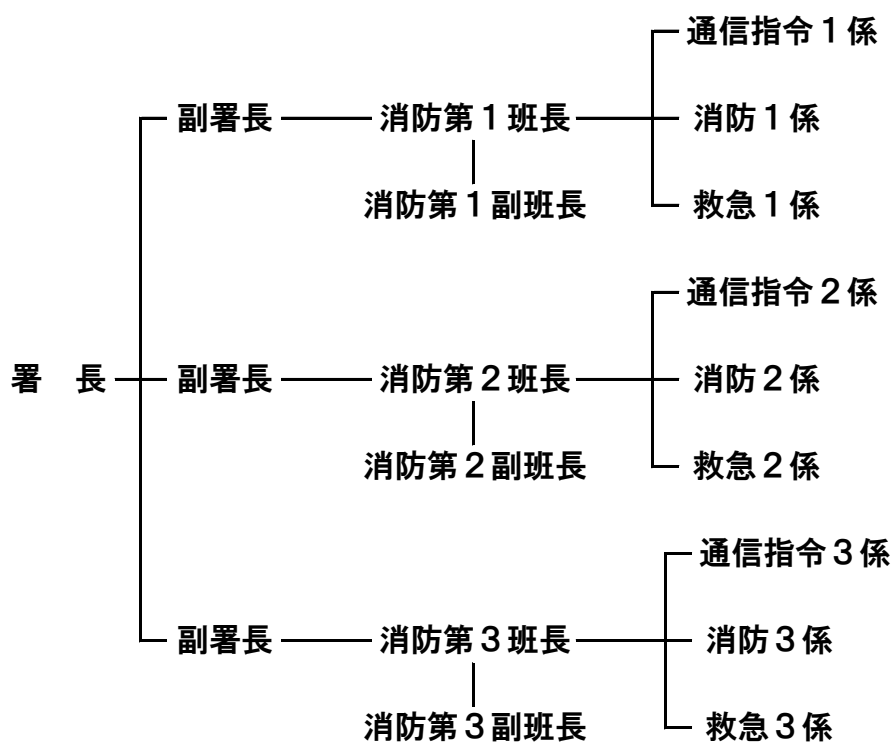 通信指令１係
副署長 消防第１班長 消防１係
消防第１副班長 救急１係
通信指令２係
署　長 副署長 消防第２班長 消防２係
消防第２副班長 救急２係
通信指令３係
副署長 消防第３班長 消防３係
消防第３副班長 救急３係